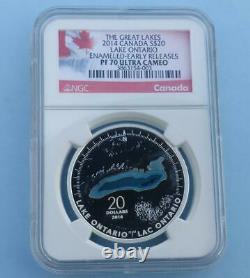 THE GREAT LAKES
2014 CANADA S$20
LAKE ONTARIO
ENAMELLED-EARLY RELEASES
PF 70 ULTRA CAMEO
NGC
Canada
20
DOLLARS
2014
LAKE ONTARIO LAC ONTARIO